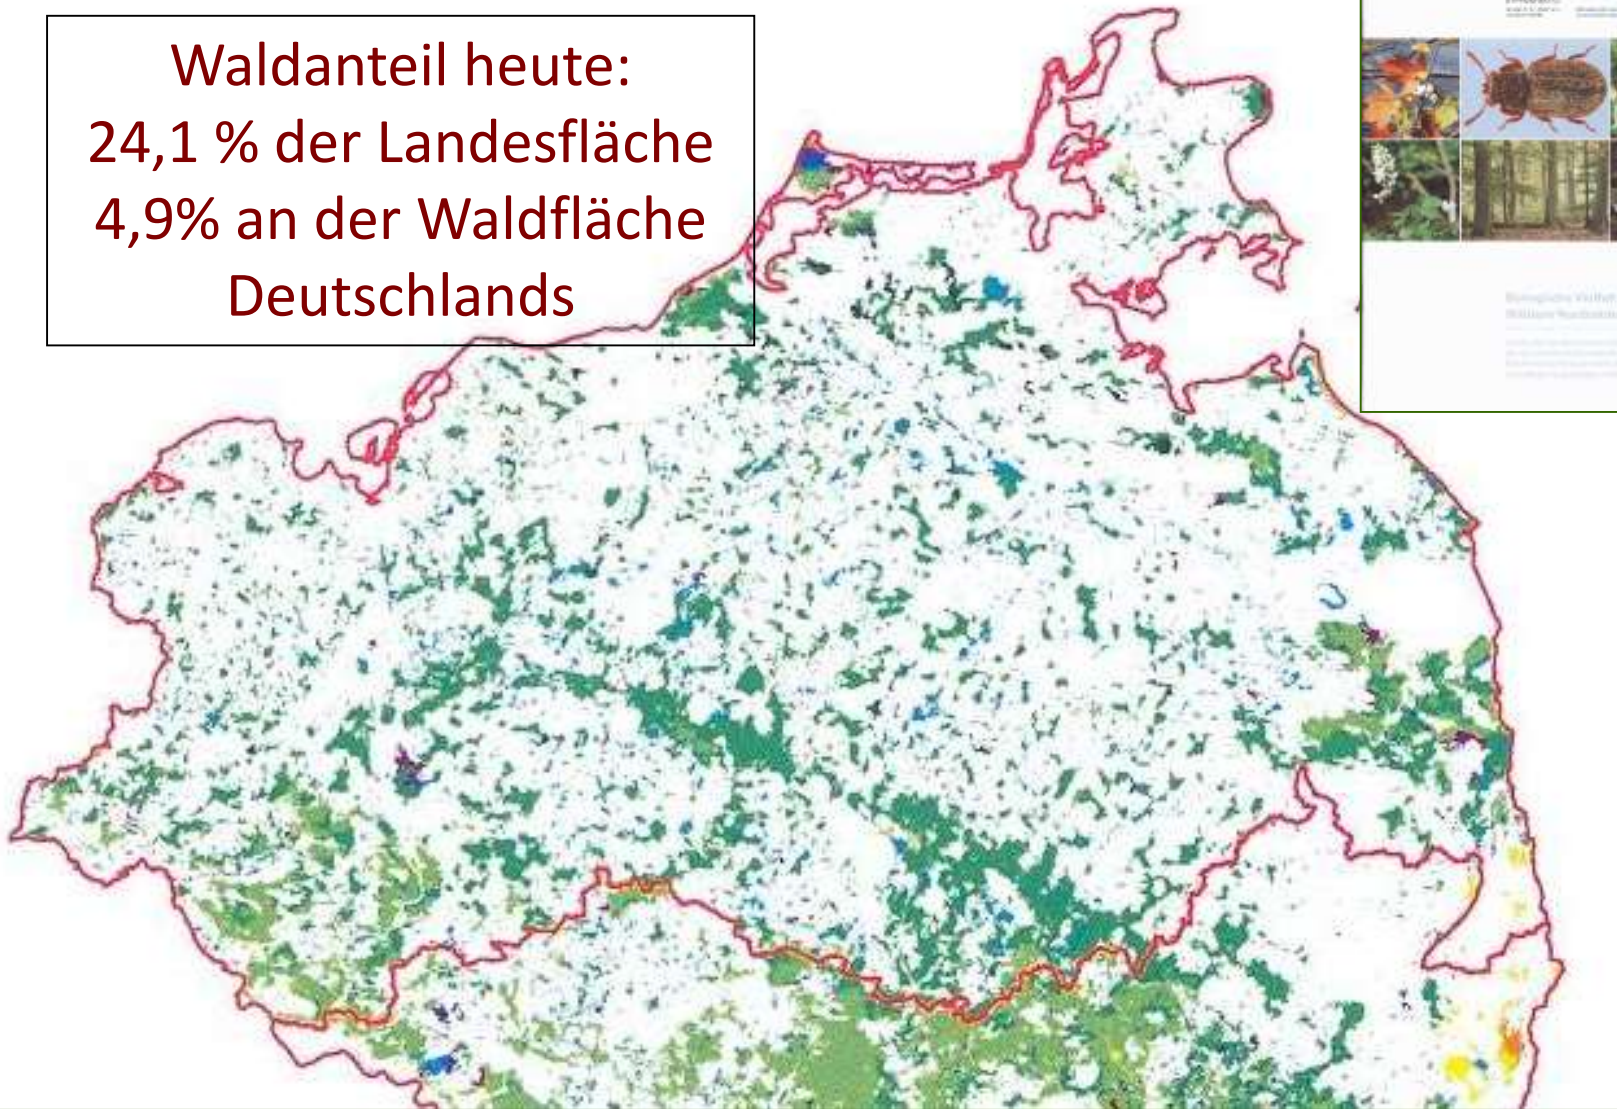 Waldanteil heute:
24,1 % der Landesfläche
4,9% an der Waldfläche
Deutschlands